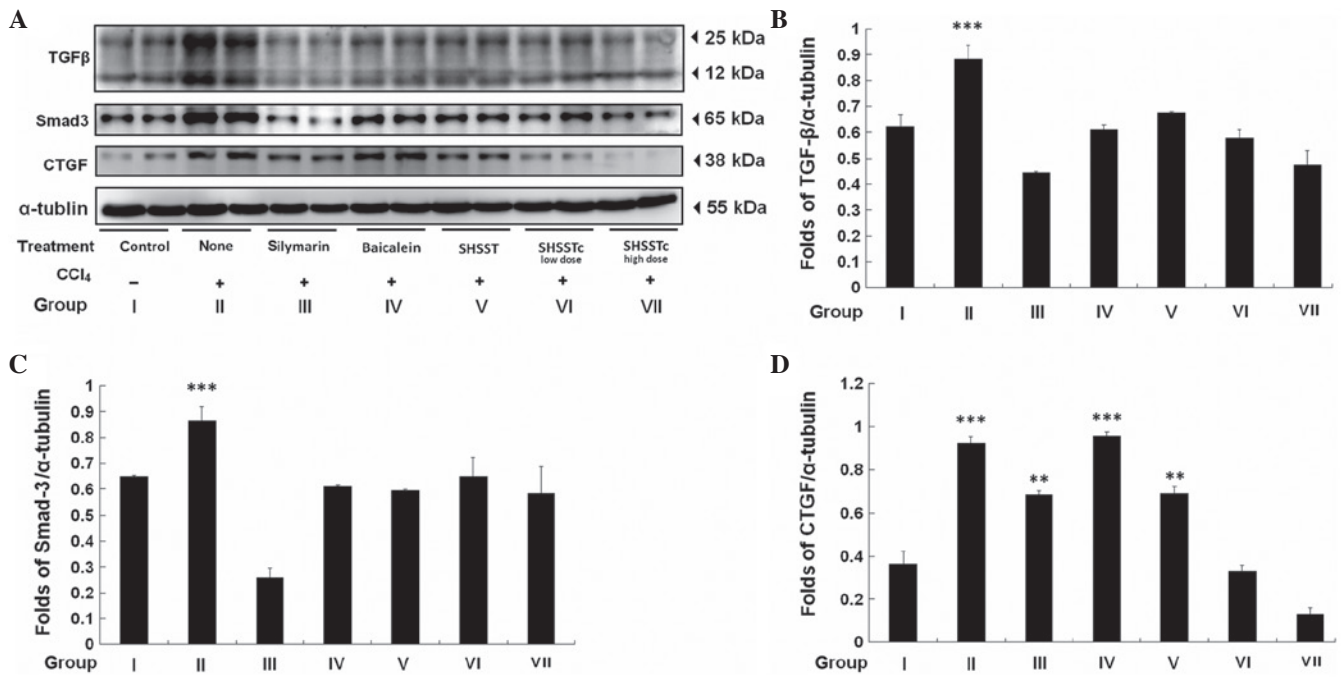 A
TGFβ
25 kDa
12 kDa
Smad3
65 kDa
CTGF
38 kDa
α-tublin
55 kDa
Treatment Control None Silymarin Baicalein SHSST SHSSTc low dose SHSSTc high dose
CCl4 – + + + + + +
Group I II III IV V VI VII
B
Folds of TGF-β/α-tubulin
1
0.9
0.8
0.7
0.6
0.5
0.4
0.3
0.2
0.1
0
***
Group I II III IV V VI VII
C
Folds of Smad-3/α-tubulin
1
0.9
0.8
0.7
0.6
0.5
0.4
0.3
0.2
0.1
0
***
Group I II III IV V VI VII
D
Folds of CTGF/α-tubulin
1.2
1
0.8
0.6
0.4
0.2
0
*** ** *** **
Group I II III IV V VI VII